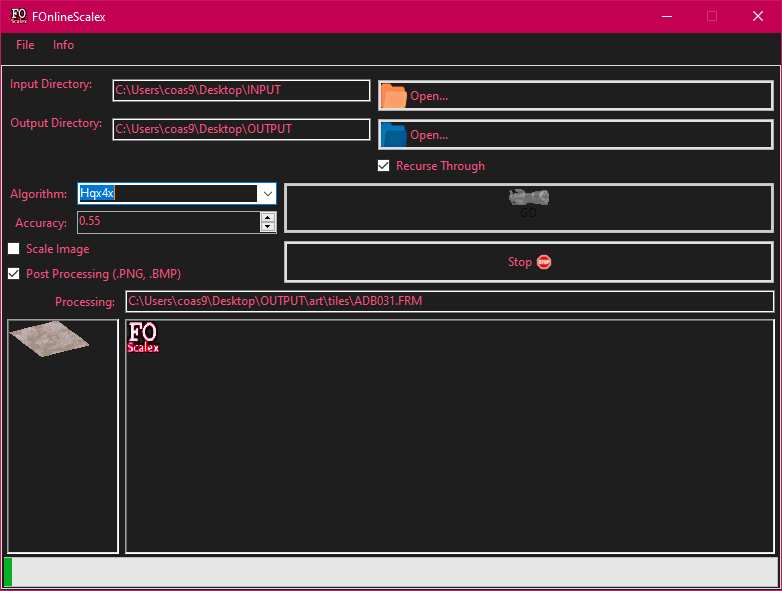 FO Scalex FOnlineScalex
File Info
Input Directory: C:\Users\coas9\Desktop\INPUT Open...
Output Directory: C:\Users\coas9\Desktop\OUTPUT Open...
Recurse Through
Algorithm: Hqx4x
GO
Accuracy: 0.55
Scale Image
Stop STOP
Post Processing (.PNG, .BMP)
Processing: C:\Users\coas9\Desktop\OUTPUT\art\tiles\ADB031.FRM
FO
Scalex